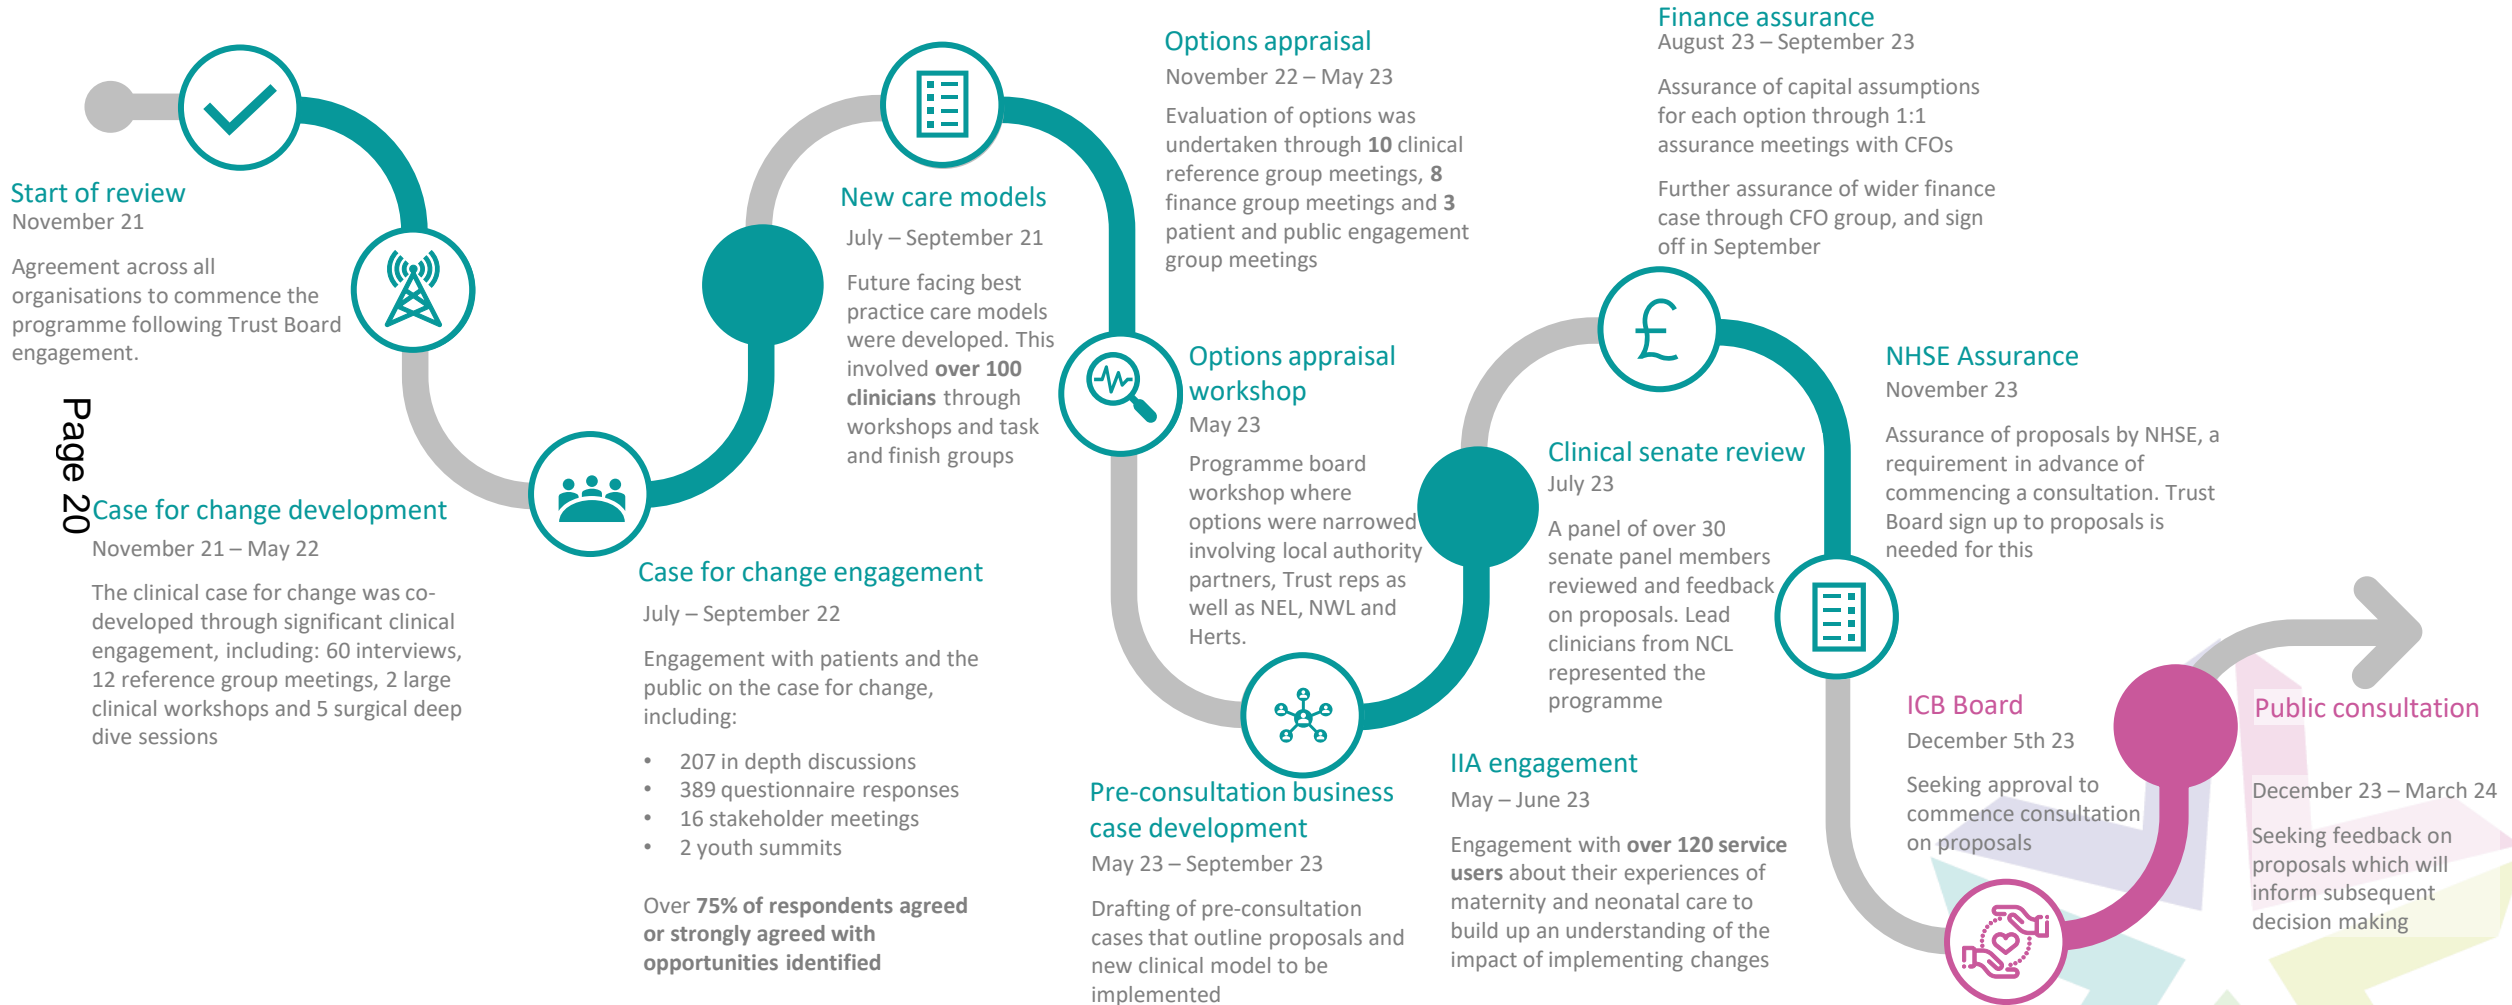 Start of review
November 21
Agreement across all
organisations to commence the
programme following Trust Board
engagement.
Page 20
Case for change development
November 21 – May 22
The clinical case for change was co-
developed through significant clinical
engagement, including: 60 interviews,
12 reference group meetings, 2 large
clinical workshops and 5 surgical deep
dive sessions
Case for change engagement
July – September 22
Engagement with patients and the
public on the case for change,
including:
• 207 in depth discussions
• 389 questionnaire responses
• 16 stakeholder meetings
• 2 youth summits
Over 75% of respondents agreed
or strongly agreed with
opportunities identified
New care models
July – September 21
Future facing best
practice care models
were developed. This
involved over 100
clinicians through
workshops and task
and finish groups
Options appraisal
November 22 – May 23
Evaluation of options was
undertaken through 10 clinical
reference group meetings, 8
finance group meetings and 3
patient and public engagement
group meetings
Options appraisal
workshop
May 23
Programme board
workshop where
options were narrowed
involving local authority
partners, Trust reps as
well as NEL, NWL and
Herts.
Pre-consultation business
case development
May 23 – September 23
Drafting of pre-consultation
cases that outline proposals and
new clinical model to be
implemented
IIA engagement
May – June 23
Engagement with over 120 service
users about their experiences of
maternity and neonatal care to
build up an understanding of the
impact of implementing changes
Clinical senate review
July 23
A panel of over 30
senate panel members
reviewed and feedback
on proposals. Lead
clinicians from NCL
represented the
programme
Finance assurance
August 23 – September 23
Assurance of capital assumptions
for each option through 1:1
assurance meetings with CFOs
Further assurance of wider finance
case through CFO group, and sign
off in September
£
NHSE Assurance
November 23
Assurance of proposals by NHSE, a
requirement in advance of
commencing a consultation. Trust
Board sign up to proposals is
needed for this
ICB Board
December 5th 23
Seeking approval to
commence consultation
on proposals
Public consultation
December 23 – March 24
Seeking feedback on
proposals which will
inform subsequent
decision making